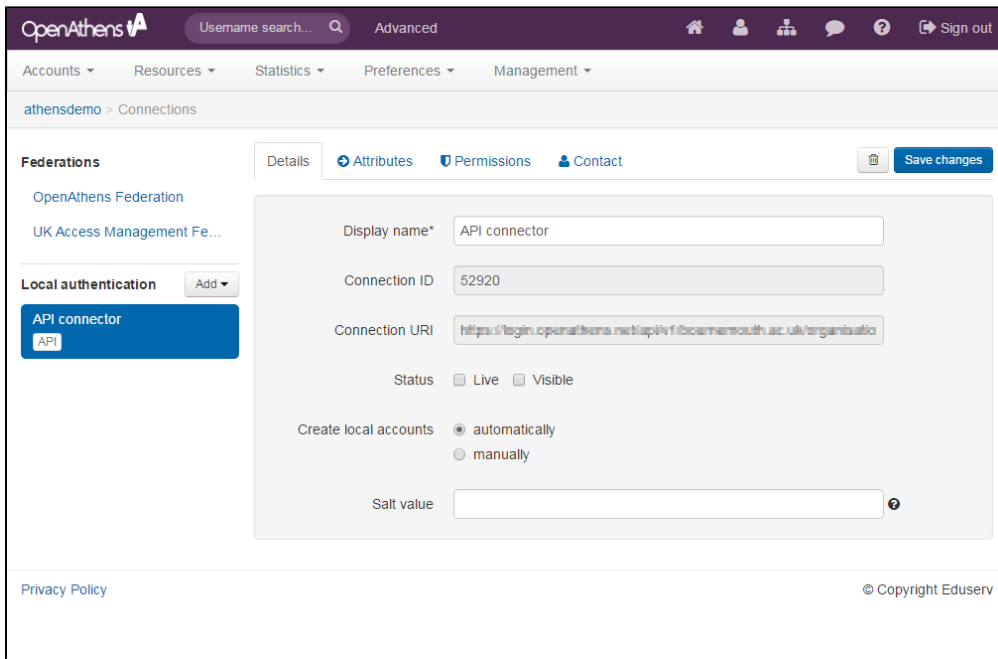 OpenAthens
Username search...
Advanced
Sign out
Accounts
Resources
Statistics
Preferences
Management
athensdemo > Connections
Federations
OpenAthens Federation
UK Access Management Fe...
Local authentication
Add
API connector
API
Details
Attributes
Permissions
Contact
Save changes
Display name*
API connector
Connection ID
52920
Connection URI
Status
Live
Visible
Create local accounts
automatically
manually
Salt value
Privacy Policy
© Copyright Eduserv